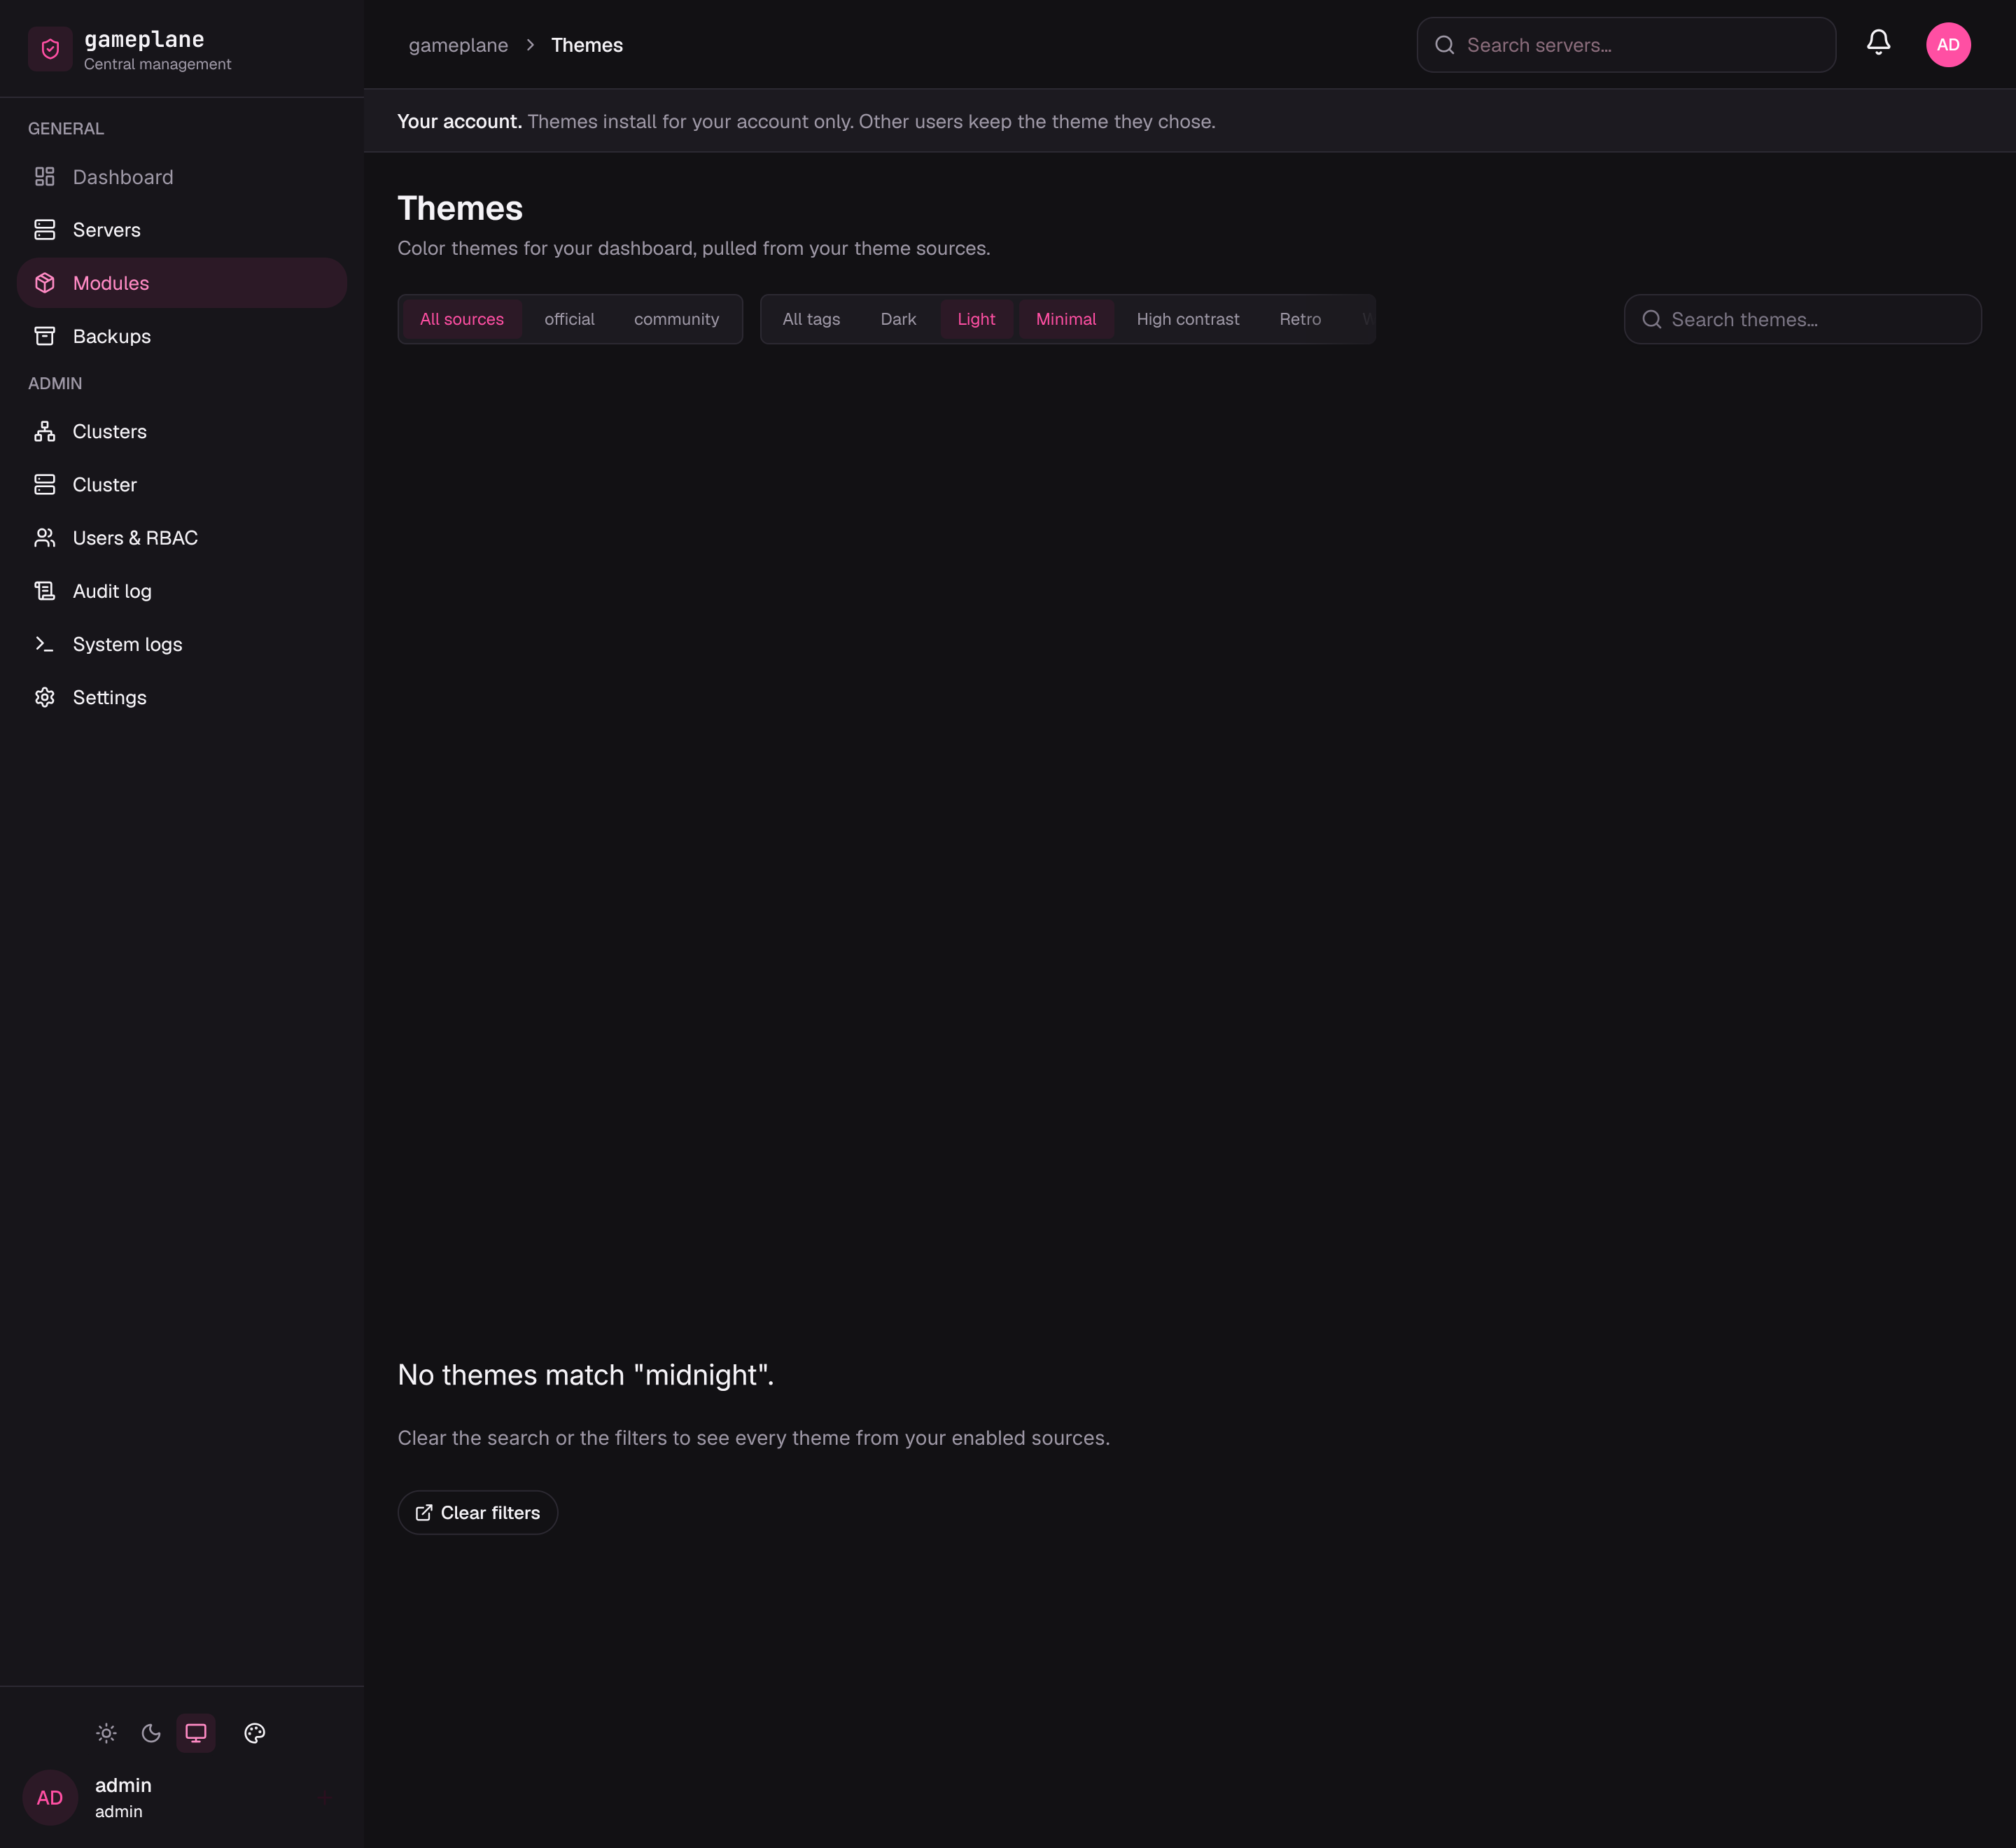 gameplane
Central management
GENERAL
Dashboard
Servers
Modules
Backups
ADMIN
Clusters
Cluster
Users & RBAC
Audit log
System logs
Settings
AD
admin
admin
gameplane > Themes
Search servers...
AD
Your account. Themes install for your account only. Other users keep the theme they chose.
Themes
Color themes for your dashboard, pulled from your theme sources.
All sources official community
All tags Dark Light Minimal High contrast Retro
Search themes...
No themes match "midnight".
Clear the search or the filters to see every theme from your enabled sources.
Clear filters